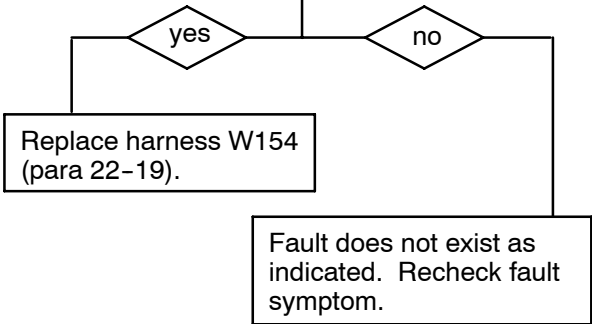 yes
no
Replace harness W154
(para 22-19).
Fault does not exist as
indicated.  Recheck fault
symptom.